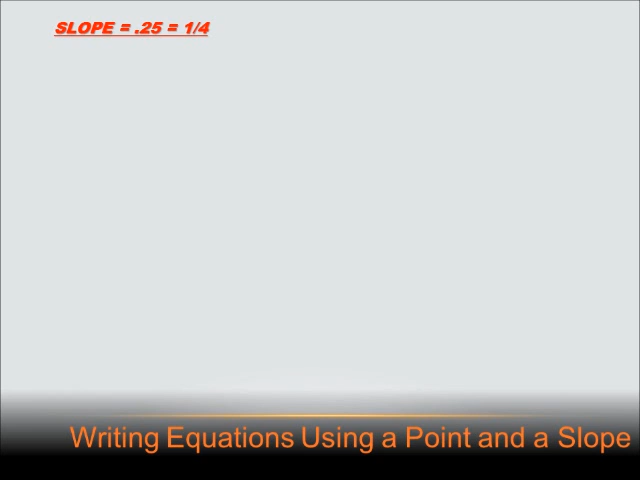 SLOPE = .25 = 1/4
Writing Equations Using a Point and a Slope